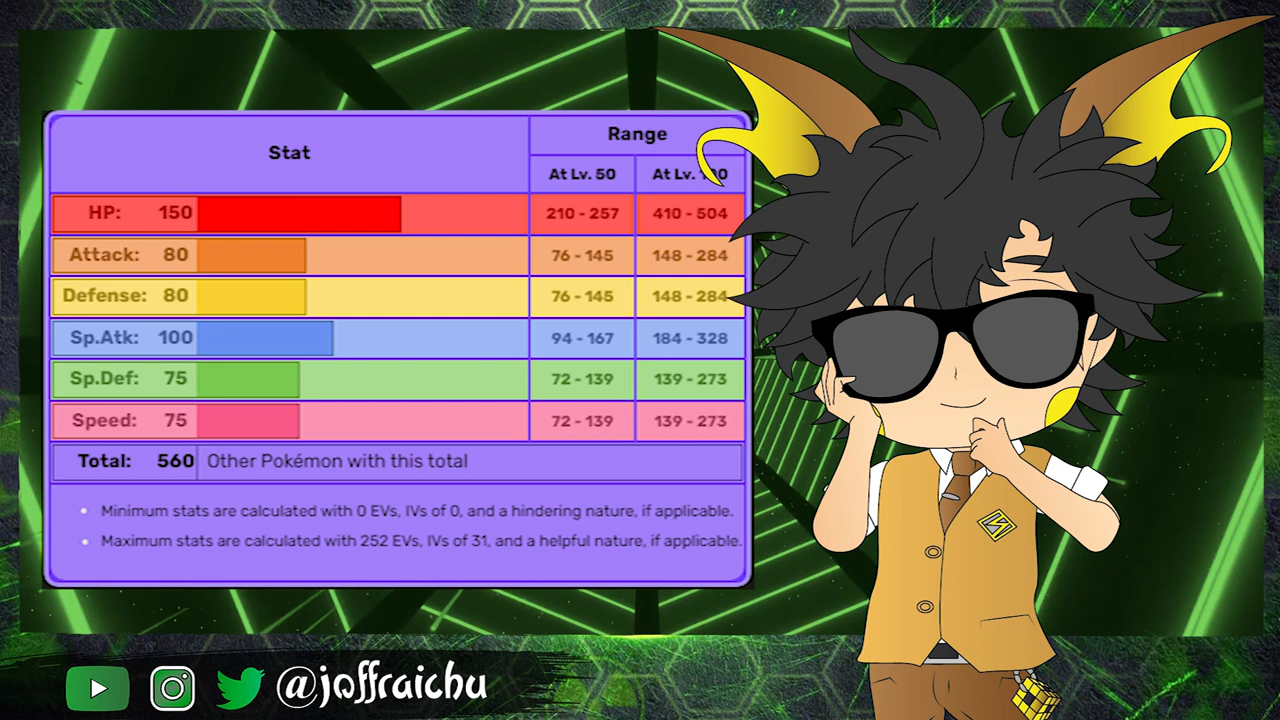 Stat Range
At Lv. 50 At Lv. 100
HP: 150 210 - 257 410 - 504
Attack: 80 76 - 145 148 - 284
Defense: 80 76 - 145 148 - 284
Sp.Atk: 100 94 - 167 184 - 328
Sp.Def: 75 72 - 139 139 - 273
Speed: 75 72 - 139 139 - 273
Total: 560 Other Pokémon with this total
Minimum stats are calculated with 0 EVs, IVs of 0, and a hindering nature, if applicable.
Maximum stats are calculated with 252 EVs, IVs of 31, and a helpful nature, if applicable.
@joffraichu